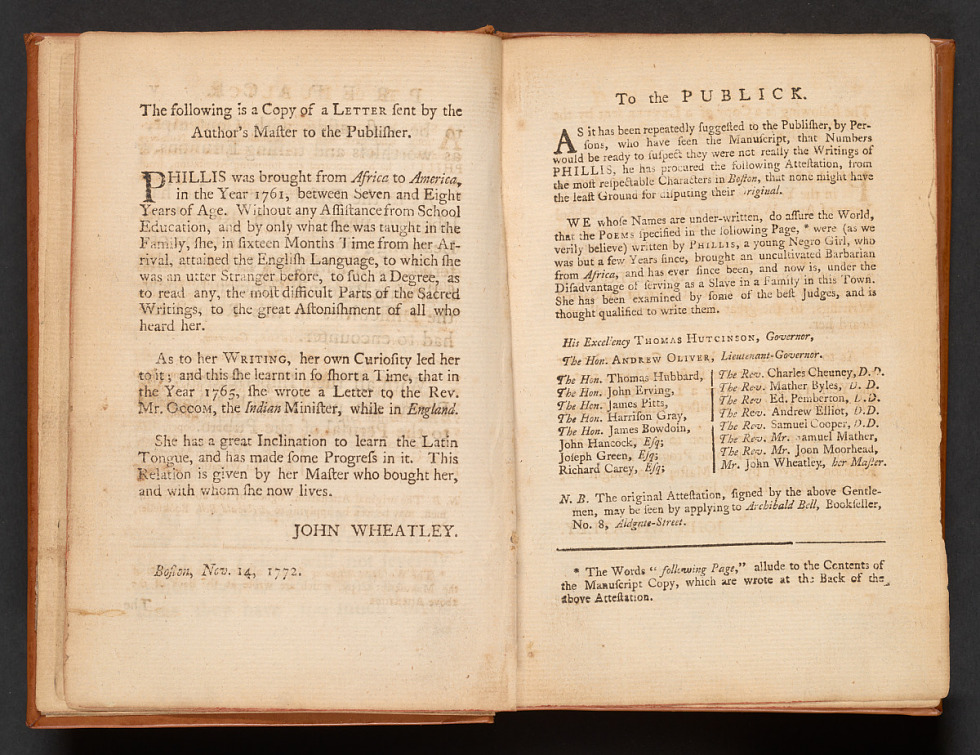 The following is a Copy of a LETTER ſent by the
Author's Maſter to the Publiſher.
PHILLIS was brought from Africa to America,
in the Year 1761, between Seven and Eight
Years of Age. Without any Aſſiſtance from School
Education, and by only what ſhe was taught in the
Family, ſhe, in ſixteen Months Time from her Ar-
rival, attained the Engliſh Language, to which ſhe
was an utter Stranger before, to ſuch a Degree, as
to read any, the moſt difficult Parts of the Sacred
Writings, to the great Aſtoniſhment of all who
heard her.
As to her WRITING, her own Curioſity led her
to it; and this ſhe learnt in ſo ſhort a Time, that in
the Year 1765, ſhe wrote a Letter to the Rev.
Mr. OCCOM, the Indian Miniſter, while in England.
She has a great Inclination to learn the Latin
Tongue, and has made ſome Progreſs in it. This
Relation is given by her Maſter who bought her,
and with whom ſhe now lives.
JOHN WHEATLEY.
Boſton, Nov. 14, 1772.
To the PUBLICK.
AS it has been repeatedly ſuggeſted to the Publiſher, by Per-
ſons, who have ſeen the Manuſcript, that Numbers
would be ready to ſuſpect they were not really the Writings of
PHILLIS, he has procured the following Atteſtation, from
the moſt reſpectable Characters in Boſton, that none might have
the leaſt Ground for diſputing their Original.
WE whoſe Names are under-written, do aſſure the World,
that the POEMS ſpecified in the following Page, * were (as we
verily believe) written by PHILLIS, a young Negro Girl, who
was but a few Years ſince, brought an uncultivated Barbarian
from Africa, and has ever ſince been, and now is, under the
Diſadvantage of ſerving as a Slave in a Family in this Town.
She has been examined by ſome of the beſt Judges, and is
thought qualified to write them.
His Excellency THOMAS HUTCINSON, Governor,
The Hon. ANDREW OLIVER, Lieutenant-Governor.
The Hon. Thomas Hubbard,
The Hon. John Erving,
The Hon. James Pitts,
The Hon. Harriſon Gray,
The Hon. James Bowdoin,
John Hancock, Eſq;
Joſeph Green, Eſq;
Richard Carey, Eſq;
The Rev. Charles Cheuney, D.D.
The Rev. Mather Byles, D. D.
The Rev Ed. Pemberton, D.D.
The Rev. Andrew Elliot, D.D.
The Rev. Samuel Cooper, D.D.
The Rev. Mr. Samuel Mather,
The Rev. Mr. Joon Moorhead,
Mr. John Wheatley, her Maſter.
N. B. The original Atteſtation, ſigned by the above Gentle-
men, may be ſeen by applying to Archibald Bell, Bookſeller,
No. 8, Aldgate-Street.
* The Words "following Page," allude to the Contents of
the Manuſcript Copy, which are wrote at the Back of the
above Atteſtation.